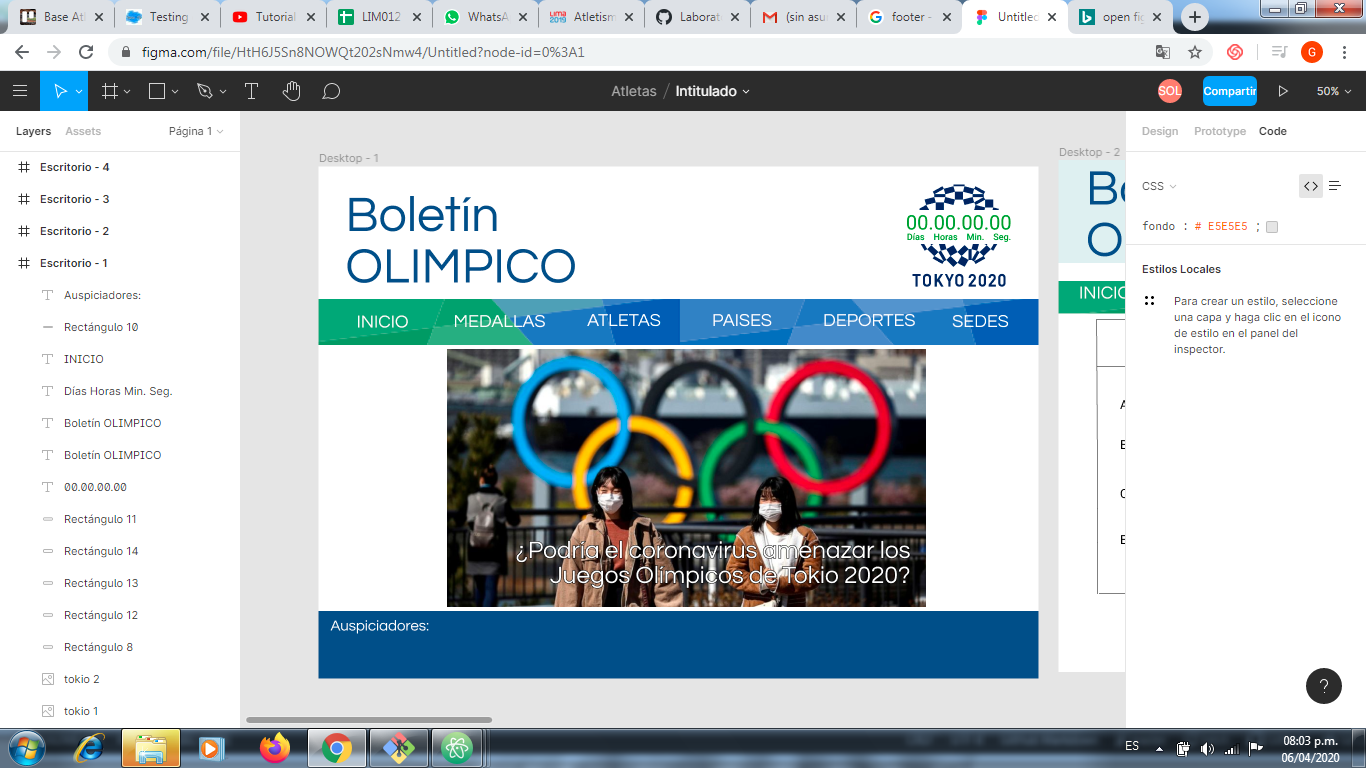 Base Atl
Testing
Tutorial
LIM012
WhatsA
Atletism
Laborat
(sin asu
footer -
Untitled
open fig
figma.com/file/HtH6J5Sn8NOWQt202sNmw4/Untitled?node-id=0%3A1
G
Atletas / Intitulado
SOL
Compartir
50%
Layers
Assets
Página 1
Design
Prototype
Code
Escritorio - 4
Escritorio - 3
Escritorio - 2
Escritorio - 1
Auspiciadores:
Rectángulo 10
INICIO
Días Horas Min. Seg.
Boletín OLIMPICO
Boletín OLIMPICO
00.00.00.00
Rectángulo 11
Rectángulo 14
Rectángulo 13
Rectángulo 12
Rectángulo 8
tokio 2
tokio 1
Desktop - 1
Boletín
OLIMPICO
00.00.00.00
Días Horas Min. Seg.
TOKYO 2020
INICIO MEDALLAS ATLETAS PAISES DEPORTES SEDES
¿Podría el coronavirus amenazar los
Juegos Olímpicos de Tokio 2020?
Auspiciadores:
Desktop - 2
Bo
O
INICIO
A
E
C
E
CSS
fondo : # E5E5E5 ;
Estilos Locales
Para crear un estilo, seleccione
una capa y haga clic en el icono
de estilo en el panel del
inspector.
?
ES
08:03 p.m.
06/04/2020